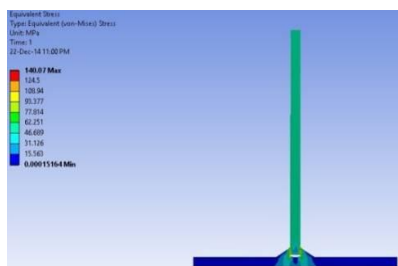 Equivalent Stress
Type: Equivalent (von-Mises) Stress
Unit: MPa
Time: 1
22-Dec-14 11:00 PM
140.07 Max
124.5
108.94
93.377
77.814
62.251
46.689
31.126
15.563
0.00015164 Min